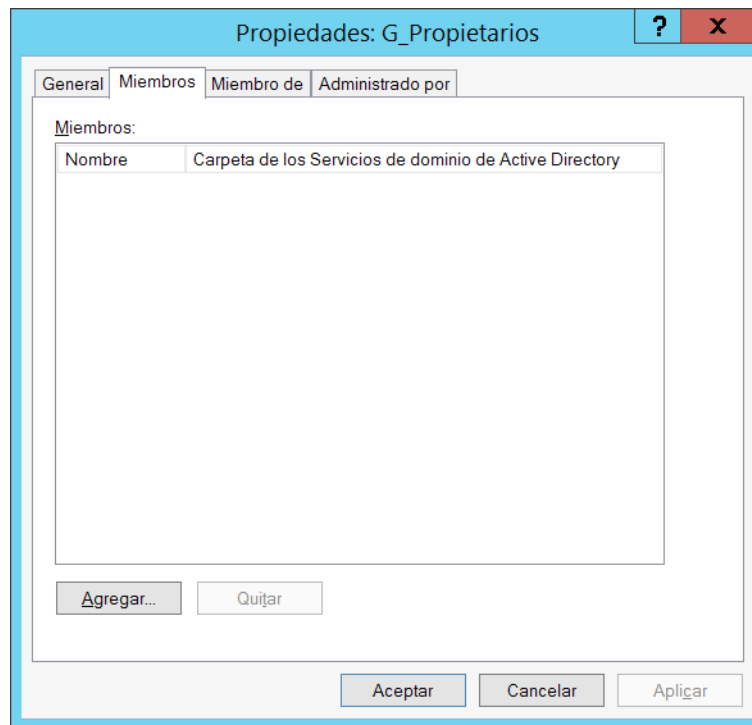 Propiedades: G_Propietarios
? X
General Miembros Miembro de Administrado por
Miembros:
Nombre Carpeta de los Servicios de dominio de Active Directory
Agregar... Quitar
Aceptar Cancelar Aplicar